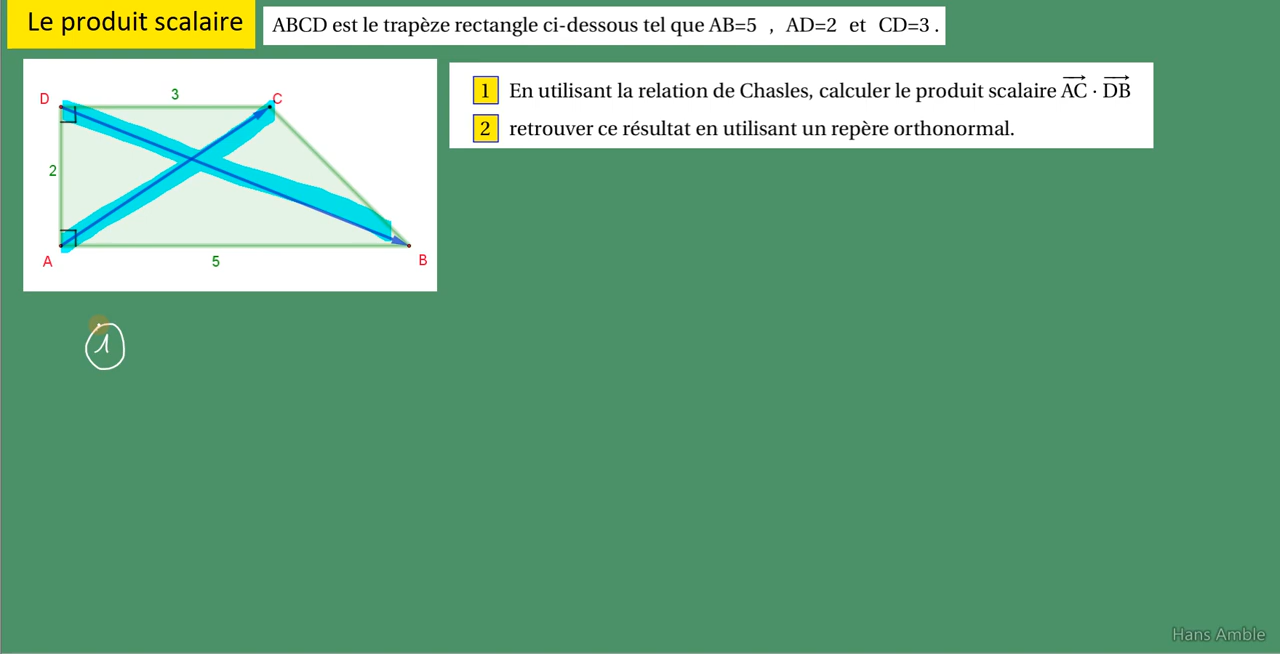 Le produit scalaire
ABCD est le trapèze rectangle ci-dessous tel que AB=5 , AD=2 et CD=3 .
D 3 C
2
A 5 B
1 En utilisant la relation de Chasles, calculer le produit scalaire \overrightarrow{AC} · \overrightarrow{DB}
2 retrouver ce résultat en utilisant un repère orthonormal.
1
Hans Amble